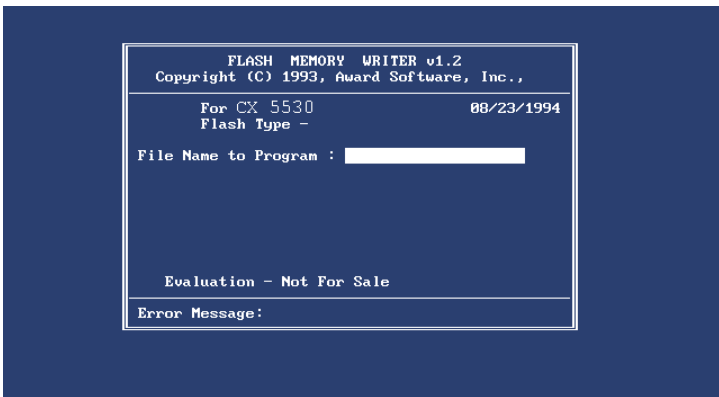 FLASH MEMORY WRITER v1.2
Copyright (C) 1993, Award Software, Inc.,
For CX 5530 08/23/1994
Flash Type -
File Name to Program :
Evaluation - Not For Sale
Error Message: